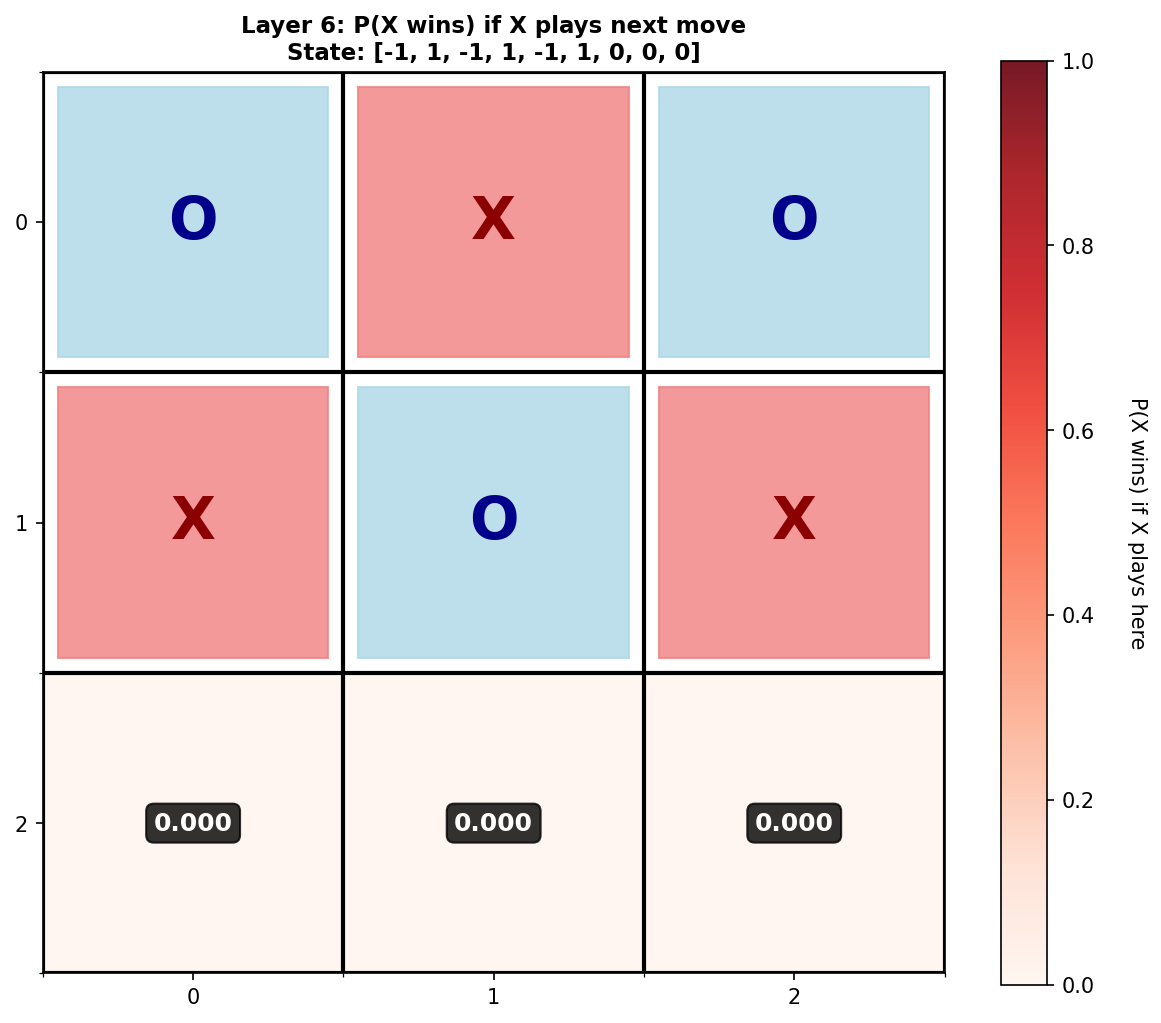 Layer 6: P(X wins) if X plays next move
State: [-1, 1, -1, 1, -1, 1, 0, 0, 0]
0
O
X
O
1
X
O
X
2
0.000
0.000
0.000
0
1
2
1.0
0.8
0.6
0.4
0.2
0.0
P(X wins) if X plays here